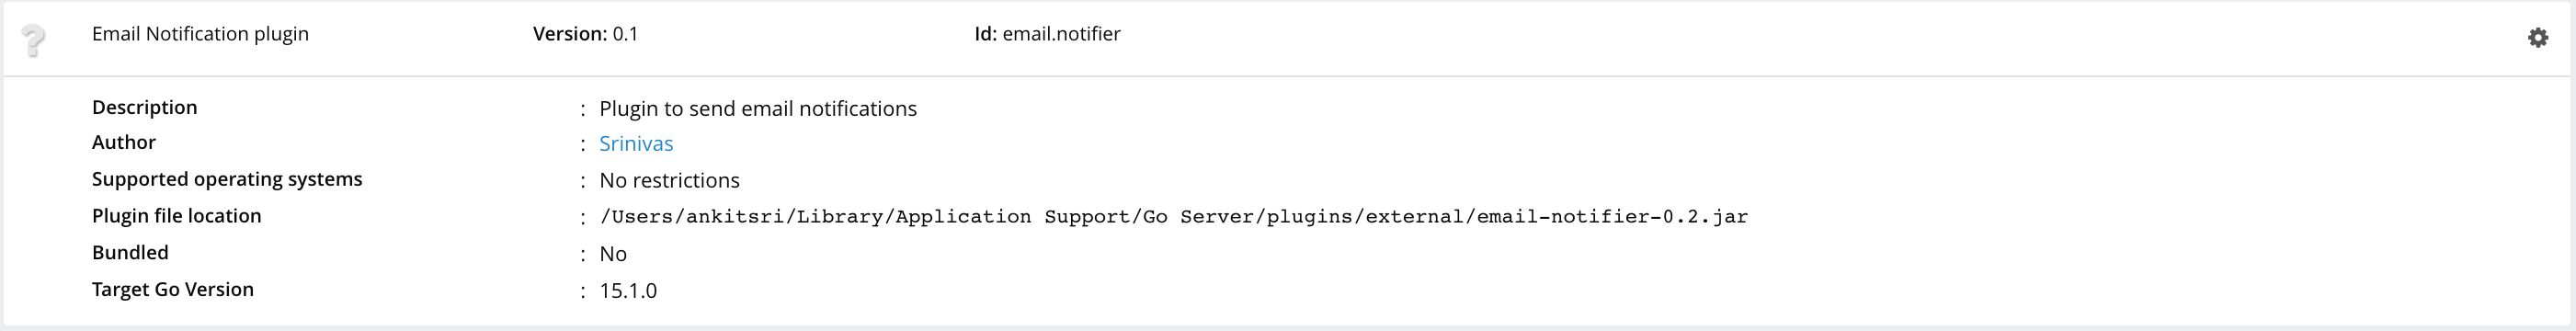 Email Notification plugin Version: 0.1 Id: email.notifier
Description : Plugin to send email notifications
Author : Srinivas
Supported operating systems : No restrictions
Plugin file location : /Users/ankitsri/Library/Application Support/Go Server/plugins/external/email-notifier-0.2.jar
Bundled : No
Target Go Version : 15.1.0